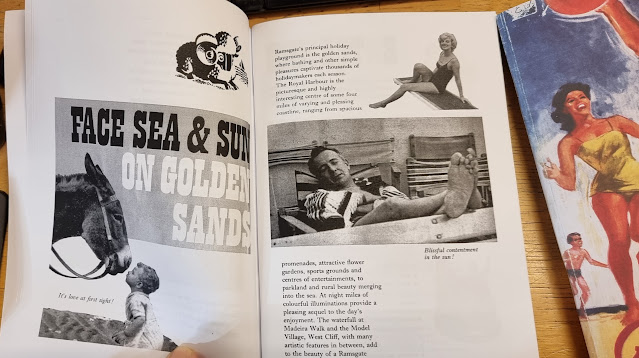 FACE SEA & SUN
ON GOLDEN
SANDS
It's love at first sight!
Ramsgate's principal holiday
playground is the golden sands,
where bathing and other simple
pleasures captivate thousands of
holidaymakers each season.
The Royal Harbour is the
picturesque and highly
interesting centre of some four
miles of varying and pleasing
coastline, ranging from spacious
Blissful contentment
in the sun!
promenades, attractive flower
gardens, sports grounds and
centres of entertainments, to
parkland and rural beauty merging
into the sea. At night miles of
colourful illuminations provide a
pleasing sequel to the day's
enjoyment. The waterfall at
Madeira Walk and the Model
Village, West Cliff, with many
artistic features in between, add
to the beauty of a Ramsgate